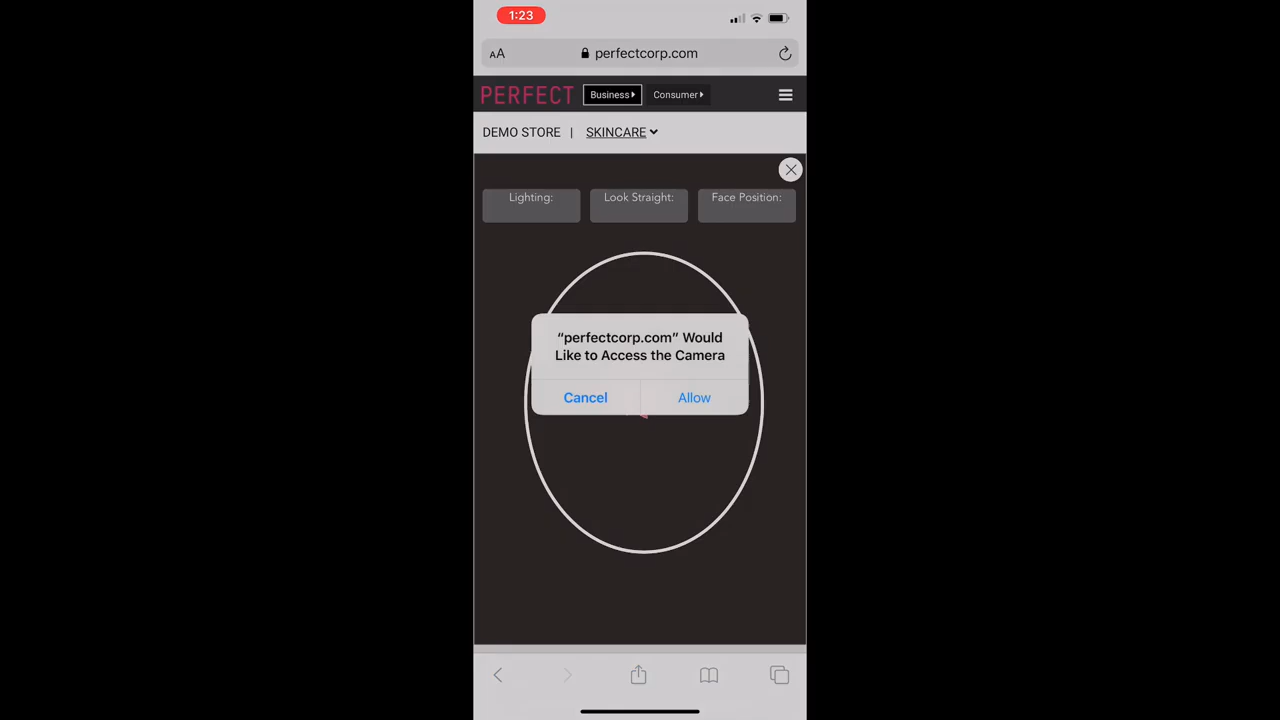 1:23
AA
perfectcorp.com
PERFECT Business Consumer
DEMO STORE | SKINCARE
Lighting: Look Straight: Face Position:
“perfectcorp.com” Would
Like to Access the Camera
Cancel Allow